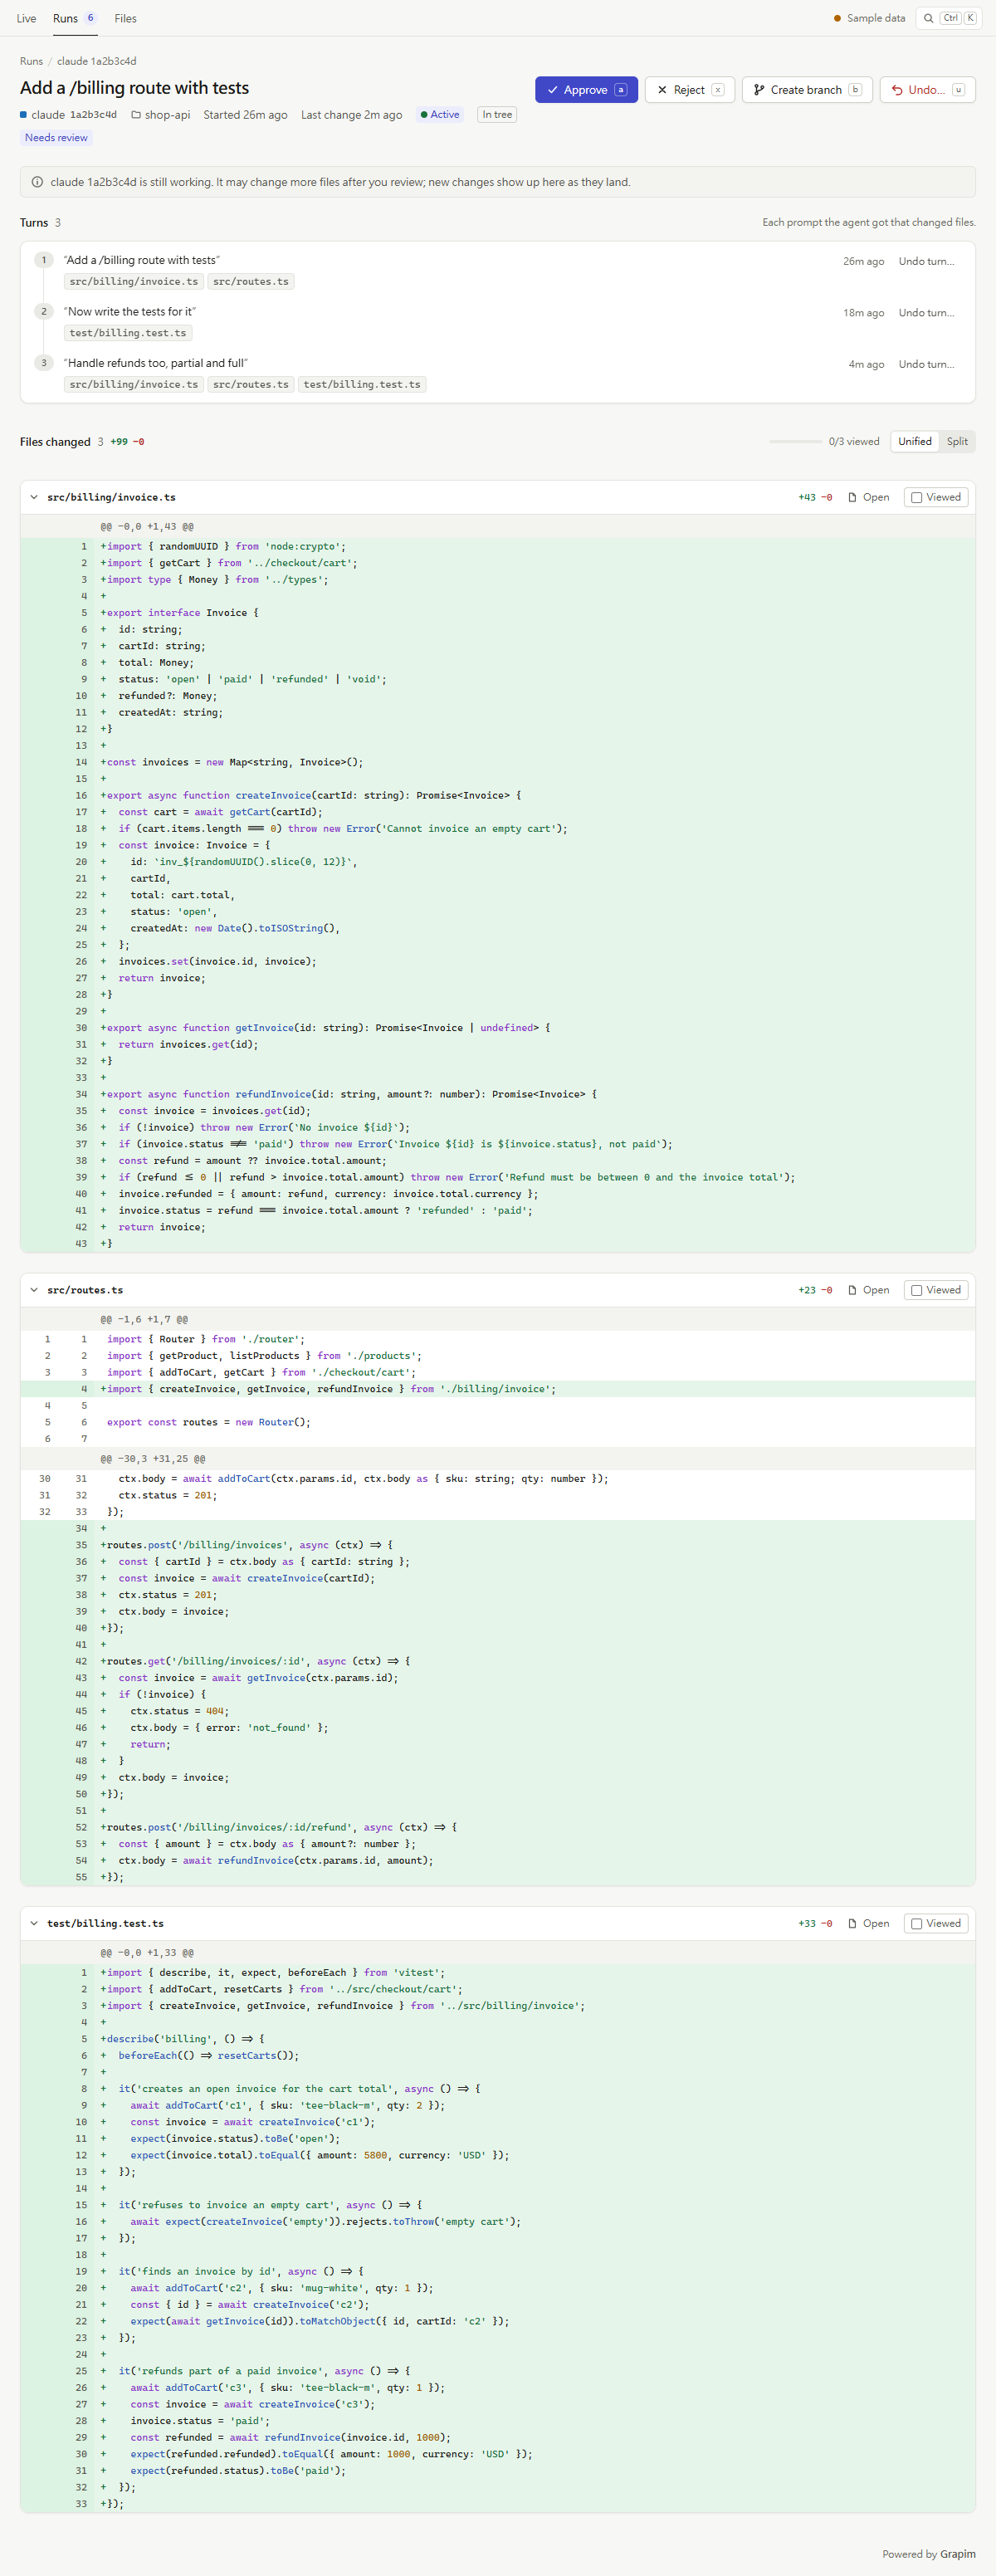 Live Runs 6 Files Sample data Ctrl K
Runs / claude 1a2b3c4d
Add a /billing route with tests Approve a Reject x Create branch b Undo... u
claude 1a2b3c4d shop-api Started 26m ago Last change 2m ago Active In tree
Needs review
claude 1a2b3c4d is still working. It may change more files after you review; new changes show up here as they land.
Turns 3 Each prompt the agent got that changed files.
1 “Add a /billing route with tests” 26m ago Undo turn...
src/billing/invoice.ts src/routes.ts
2 “Now write the tests for it” 18m ago Undo turn...
test/billing.test.ts
3 “Handle refunds too, partial and full” 4m ago Undo turn...
src/billing/invoice.ts src/routes.ts test/billing.test.ts
Files changed 3 +99 −0 0/3 viewed Unified Split
src/billing/invoice.ts +43 −0 Open Viewed
@@ −0,0 +1,43 @@
1 +import { randomUUID } from 'node:crypto';
2 +import { getCart } from '../checkout/cart';
3 +import type { Money } from '../types';
4 +
5 +export interface Invoice {
6 +  id: string;
7 +  cartId: string;
8 +  total: Money;
9 +  status: 'open' | 'paid' | 'refunded' | 'void';
10 +  refunded?: Money;
11 +  createdAt: string;
12 +}
13 +
14 +const invoices = new Map<string, Invoice>();
15 +
16 +export async function createInvoice(cartId: string): Promise<Invoice> {
17 +  const cart = await getCart(cartId);
18 +  if (cart.items.length === 0) throw new Error('Cannot invoice an empty cart');
19 +  const invoice: Invoice = {
20 +    id: `inv_${randomUUID().slice(0, 12)}`,
21 +    cartId,
22 +    total: cart.total,
23 +    status: 'open',
24 +    createdAt: new Date().toISOString(),
25 +  };
26 +  invoices.set(invoice.id, invoice);
27 +  return invoice;
28 +}
29 +
30 +export async function getInvoice(id: string): Promise<Invoice | undefined> {
31 +  return invoices.get(id);
32 +}
33 +
34 +export async function refundInvoice(id: string, amount?: number): Promise<Invoice> {
35 +  const invoice = invoices.get(id);
36 +  if (!invoice) throw new Error(`No invoice ${id}`);
37 +  if (invoice.status !== 'paid') throw new Error(`Invoice ${id} is ${invoice.status}, not paid`);
38 +  const refund = amount ?? invoice.total.amount;
39 +  if (refund <= 0 || refund > invoice.total.amount) throw new Error('Refund must be between 0 and the invoice total');
40 +  invoice.refunded = { amount: refund, currency: invoice.total.currency };
41 +  invoice.status = refund === invoice.total.amount ? 'refunded' : 'paid';
42 +  return invoice;
43 +}
src/routes.ts +23 −0 Open Viewed
@@ −1,6 +1,7 @@
1 1 import { Router } from './router';
2 2 import { getProduct, listProducts } from './products';
3 3 import { addToCart, getCart } from './checkout/cart';
4 +import { createInvoice, getInvoice, refundInvoice } from './billing/invoice';
4 5
5 6 export const routes = new Router();
6 7
@@ −30,3 +31,25 @@
30 31   ctx.body = await addToCart(ctx.params.id, ctx.body as { sku: string; qty: number });
31 32   ctx.status = 201;
32 33 });
34 +
35 +routes.post('/billing/invoices', async (ctx) => {
36 +  const { cartId } = ctx.body as { cartId: string };
37 +  const invoice = await createInvoice(cartId);
38 +  ctx.status = 201;
39 +  ctx.body = invoice;
40 +});
41 +
42 +routes.get('/billing/invoices/:id', async (ctx) => {
43 +  const invoice = await getInvoice(ctx.params.id);
44 +  if (!invoice) {
45 +    ctx.status = 404;
46 +    ctx.body = { error: 'not_found' };
47 +    return;
48 +  }
49 +  ctx.body = invoice;
50 +});
51 +
52 +routes.post('/billing/invoices/:id/refund', async (ctx) => {
53 +  const { amount } = ctx.body as { amount?: number };
54 +  ctx.body = await refundInvoice(ctx.params.id, amount);
55 +});
test/billing.test.ts +33 −0 Open Viewed
@@ −0,0 +1,33 @@
1 +import { describe, it, expect, beforeEach } from 'vitest';
2 +import { addToCart, resetCarts } from '../src/checkout/cart';
3 +import { createInvoice, getInvoice, refundInvoice } from '../src/billing/invoice';
4 +
5 +describe('billing', () => {
6 +  beforeEach(() => resetCarts());
7 +
8 +  it('creates an open invoice for the cart total', async () => {
9 +    await addToCart('c1', { sku: 'tee-black-m', qty: 2 });
10 +    const invoice = await createInvoice('c1');
11 +    expect(invoice.status).toBe('open');
12 +    expect(invoice.total).toEqual({ amount: 5800, currency: 'USD' });
13 +  });
14 +
15 +  it('refuses to invoice an empty cart', async () => {
16 +    await expect(createInvoice('empty')).rejects.toThrow('empty cart');
17 +  });
18 +
19 +  it('finds an invoice by id', async () => {
20 +    await addToCart('c2', { sku: 'mug-white', qty: 1 });
21 +    const { id } = await createInvoice('c2');
22 +    expect(await getInvoice(id)).toMatchObject({ id, cartId: 'c2' });
23 +  });
24 +
25 +  it('refunds part of a paid invoice', async () => {
26 +    await addToCart('c3', { sku: 'tee-black-m', qty: 1 });
27 +    const invoice = await createInvoice('c3');
28 +    invoice.status = 'paid';
29 +    const refunded = await refundInvoice(invoice.id, 1000);
30 +    expect(refunded.refunded).toEqual({ amount: 1000, currency: 'USD' });
31 +    expect(refunded.status).toBe('paid');
32 +  });
33 +});
Powered by Grapim